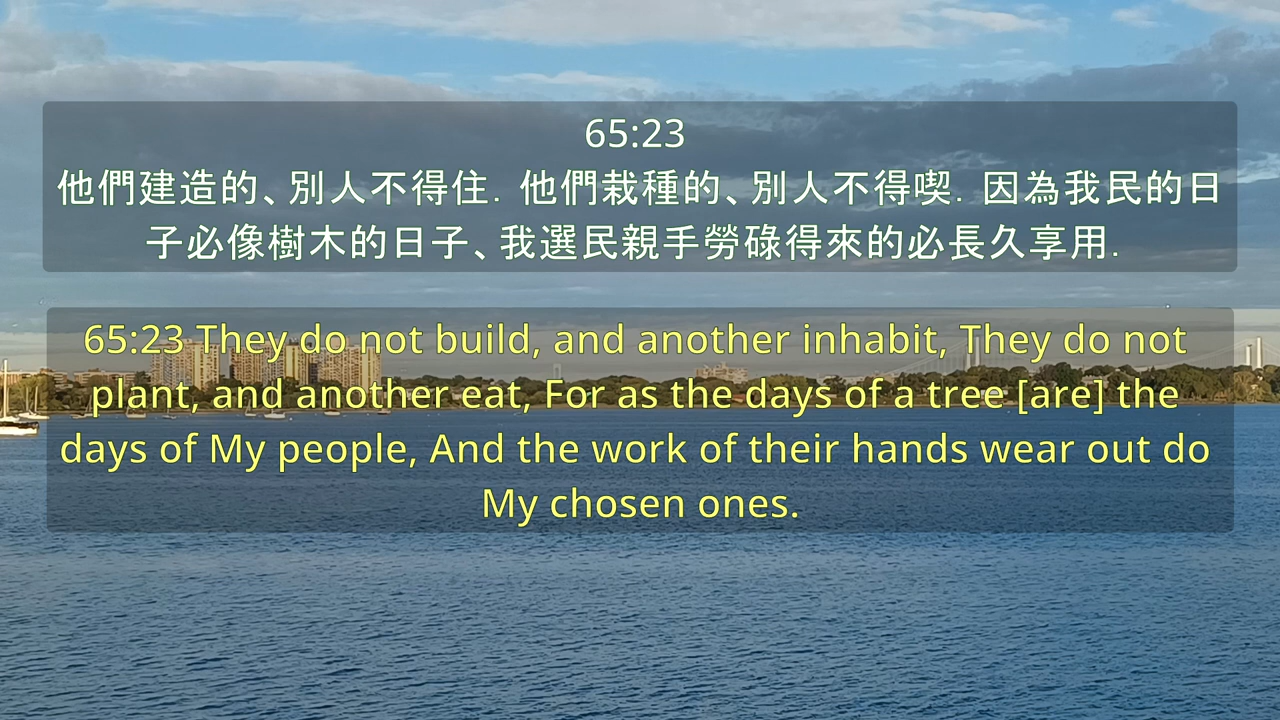 65:23
他們建造的、別人不得住. 他們栽種的、別人不得喫. 因為我民的日
子必像樹木的日子、我選民親手勞碌得來的必長久享用.
65:23 They do not build, and another inhabit, They do not
plant, and another eat, For as the days of a tree [are] the
days of My people, And the work of their hands wear out do
My chosen ones.